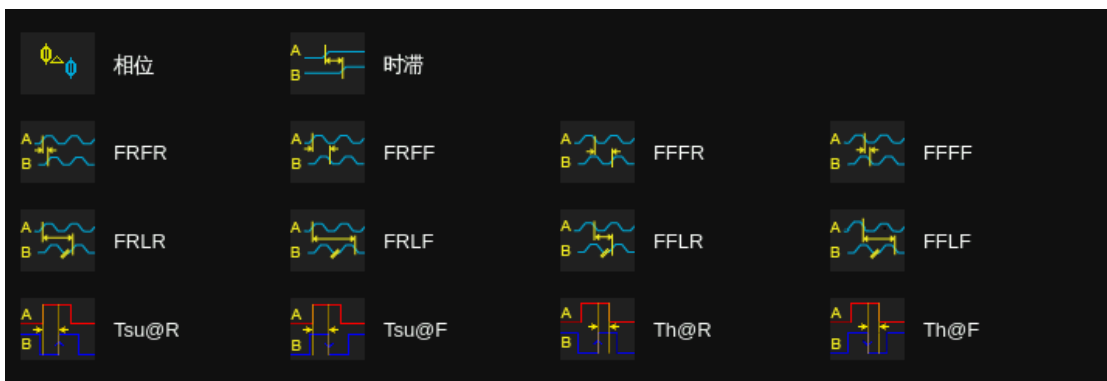 相位 A B 时滞
A B FRFR A B FRFF A B FFFR A B FFFF
A B FRLR A B FRLF A B FFLR A B FFLF
A B Tsu@R A B Tsu@F A B Th@R A B Th@F